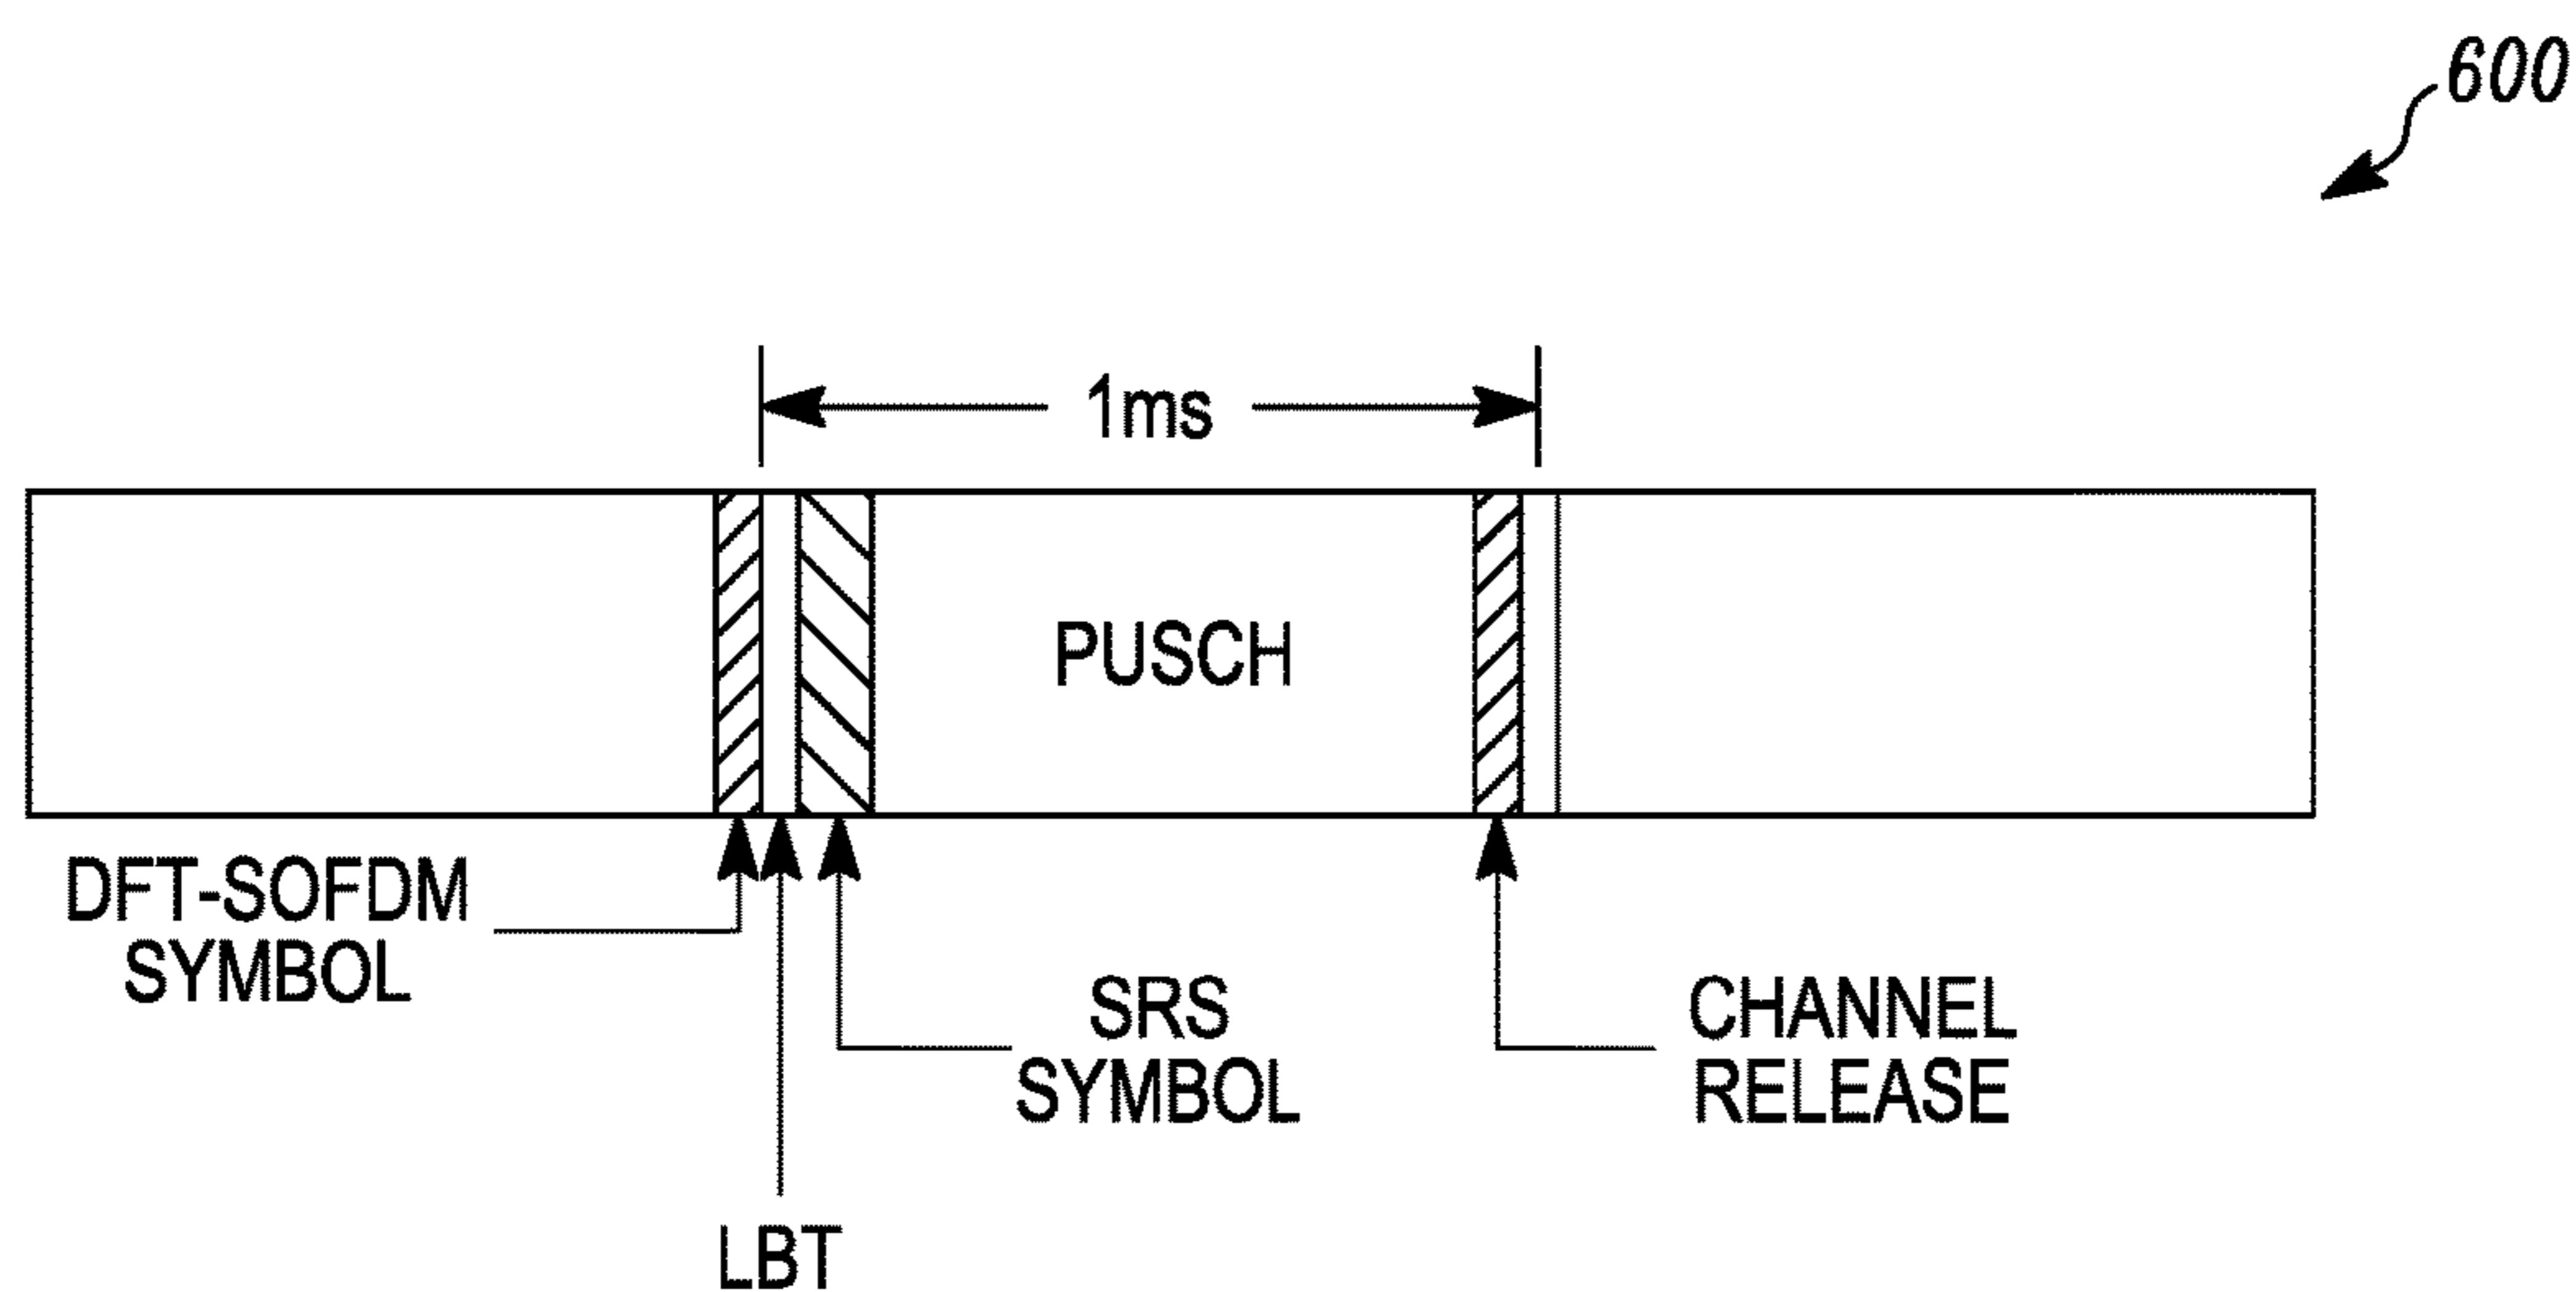 600
1ms
PUSCH
DFT-SOFDM
SYMBOL
SRS
SYMBOL
CHANNEL
RELEASE
LBT